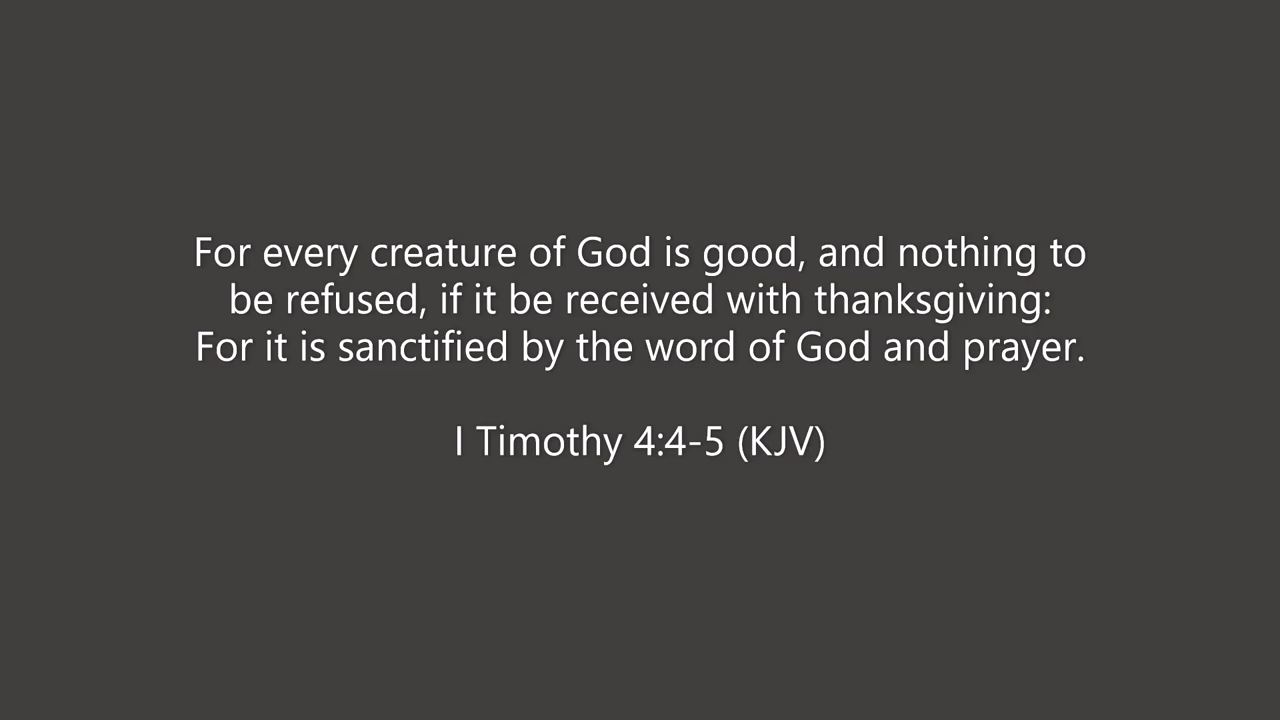 For every creature of God is good, and nothing to
be refused, if it be received with thanksgiving:
For it is sanctified by the word of God and prayer.
I Timothy 4:4-5 (KJV)